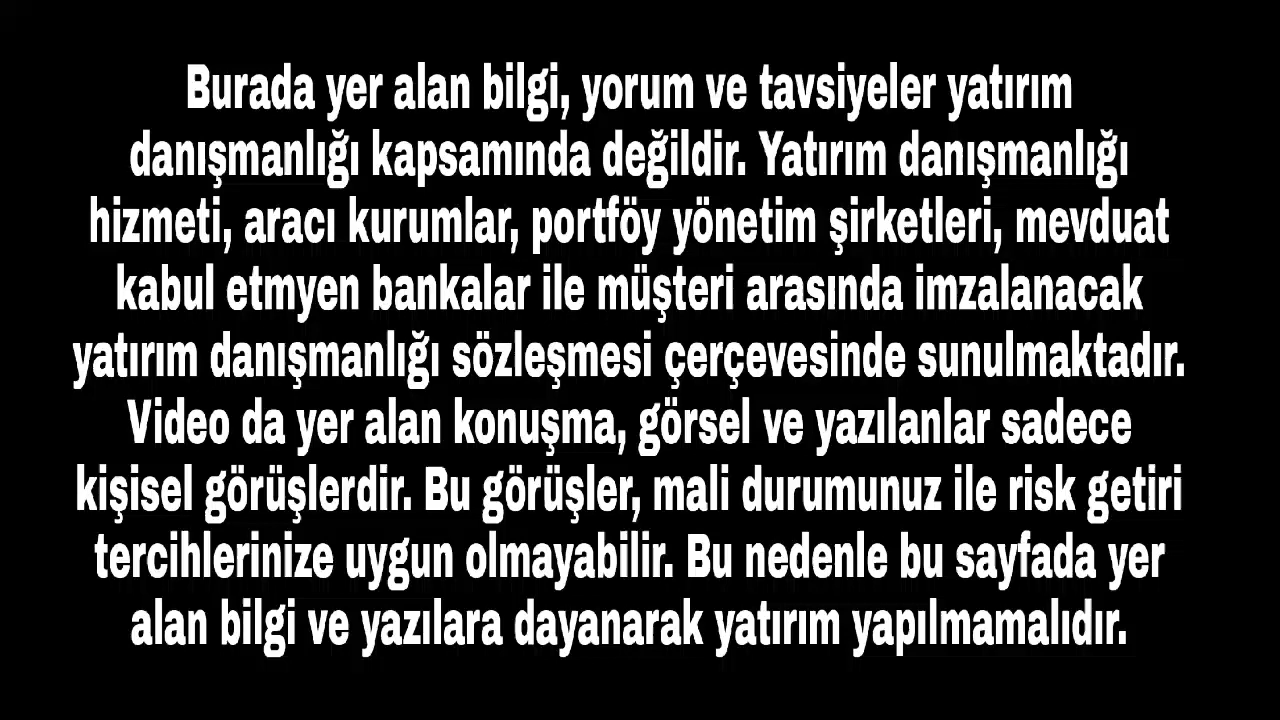 Burada yer alan bilgi, yorum ve tavsiyeler yatırım
danışmanlığı kapsamında değildir. Yatırım danışmanlığı
hizmeti, aracı kurumlar, portföy yönetim şirketleri, mevduat
kabul etmyen bankalar ile müşteri arasında imzalanacak
yatırım danışmanlığı sözleşmesi çerçevesinde sunulmaktadır.
Video da yer alan konuşma, görsel ve yazılanlar sadece
kişisel görüşlerdir. Bu görüşler, mali durumunuz ile risk getiri
tercihlerinize uygun olmayabilir. Bu nedenle bu sayfada yer
alan bilgi ve yazılara dayanarak yatırım yapılmamalıdır.